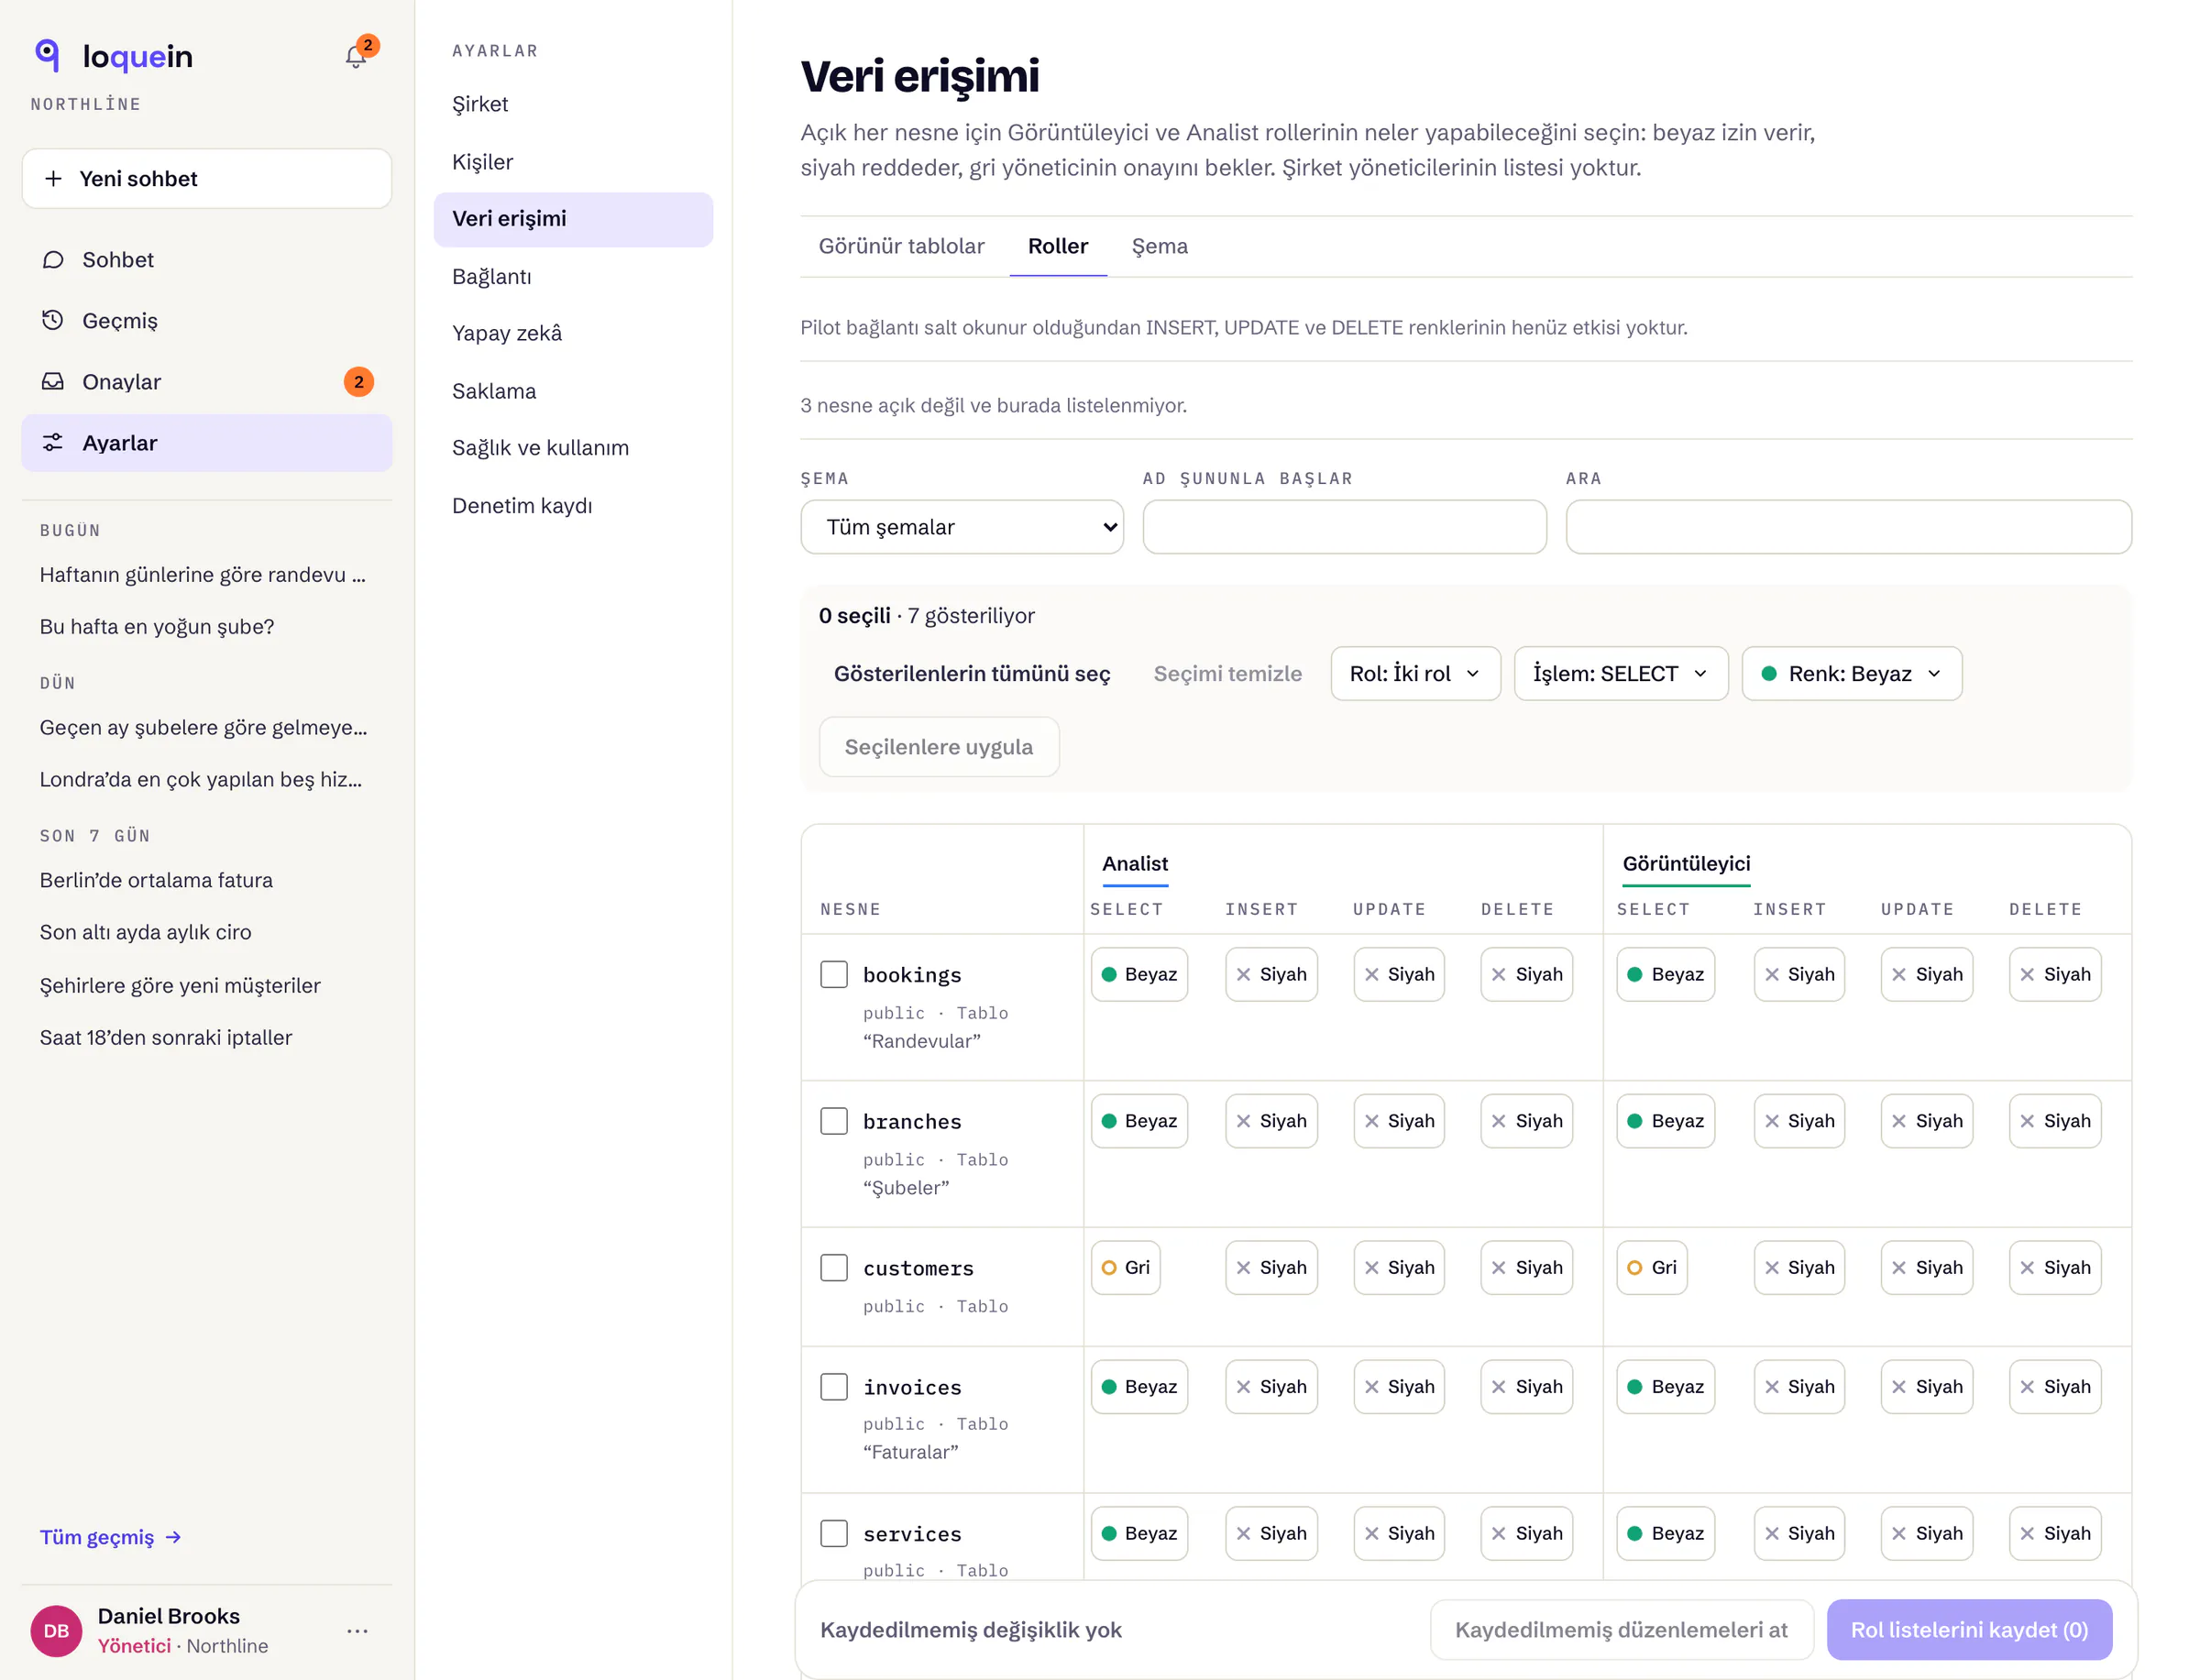 loquein
2
NORTHLİNE
Yeni sohbet
Sohbet
Geçmiş
Onaylar
2
Ayarlar
BUGÜN
Haftanın günlerine göre randevu ...
Bu hafta en yoğun şube?
DÜN
Geçen ay şubelere göre gelmeye...
Londra’da en çok yapılan beş hiz...
SON 7 GÜN
Berlin’de ortalama fatura
Son altı ayda aylık ciro
Şehirlere göre yeni müşteriler
Saat 18’den sonraki iptaller
Tüm geçmiş →
DB
Daniel Brooks
Yönetici · Northline
AYARLAR
Şirket
Kişiler
Veri erişimi
Bağlantı
Yapay zekâ
Saklama
Sağlık ve kullanım
Denetim kaydı
Veri erişimi
Açık her nesne için Görüntüleyici ve Analist rollerinin neler yapabileceğini seçin: beyaz izin verir,
siyah reddeder, gri yöneticinin onayını bekler. Şirket yöneticilerinin listesi yoktur.
Görünür tablolar Roller Şema
Pilot bağlantı salt okunur olduğundan INSERT, UPDATE ve DELETE renklerinin henüz etkisi yoktur.
3 nesne açık değil ve burada listelenmiyor.
ŞEMA AD ŞUNUNLA BAŞLAR ARA
Tüm şemalar
0 seçili · 7 gösteriliyor
Gösterilenlerin tümünü seç Seçimi temizle Rol: İki rol İşlem: SELECT Renk: Beyaz
Seçilenlere uygula
Analist Görüntüleyici
NESNE SELECT INSERT UPDATE DELETE SELECT INSERT UPDATE DELETE
bookings Beyaz Siyah Siyah Siyah Beyaz Siyah Siyah Siyah
public · Tablo
“Randevular”
branches Beyaz Siyah Siyah Siyah Beyaz Siyah Siyah Siyah
public · Tablo
“Şubeler”
customers Gri Siyah Siyah Siyah Gri Siyah Siyah Siyah
public · Tablo
invoices Beyaz Siyah Siyah Siyah Beyaz Siyah Siyah Siyah
public · Tablo
“Faturalar”
services Beyaz Siyah Siyah Siyah Beyaz Siyah Siyah Siyah
public · Tablo
Kaydedilmemiş değişiklik yok Kaydedilmemiş düzenlemeleri at Rol listelerini kaydet (0)